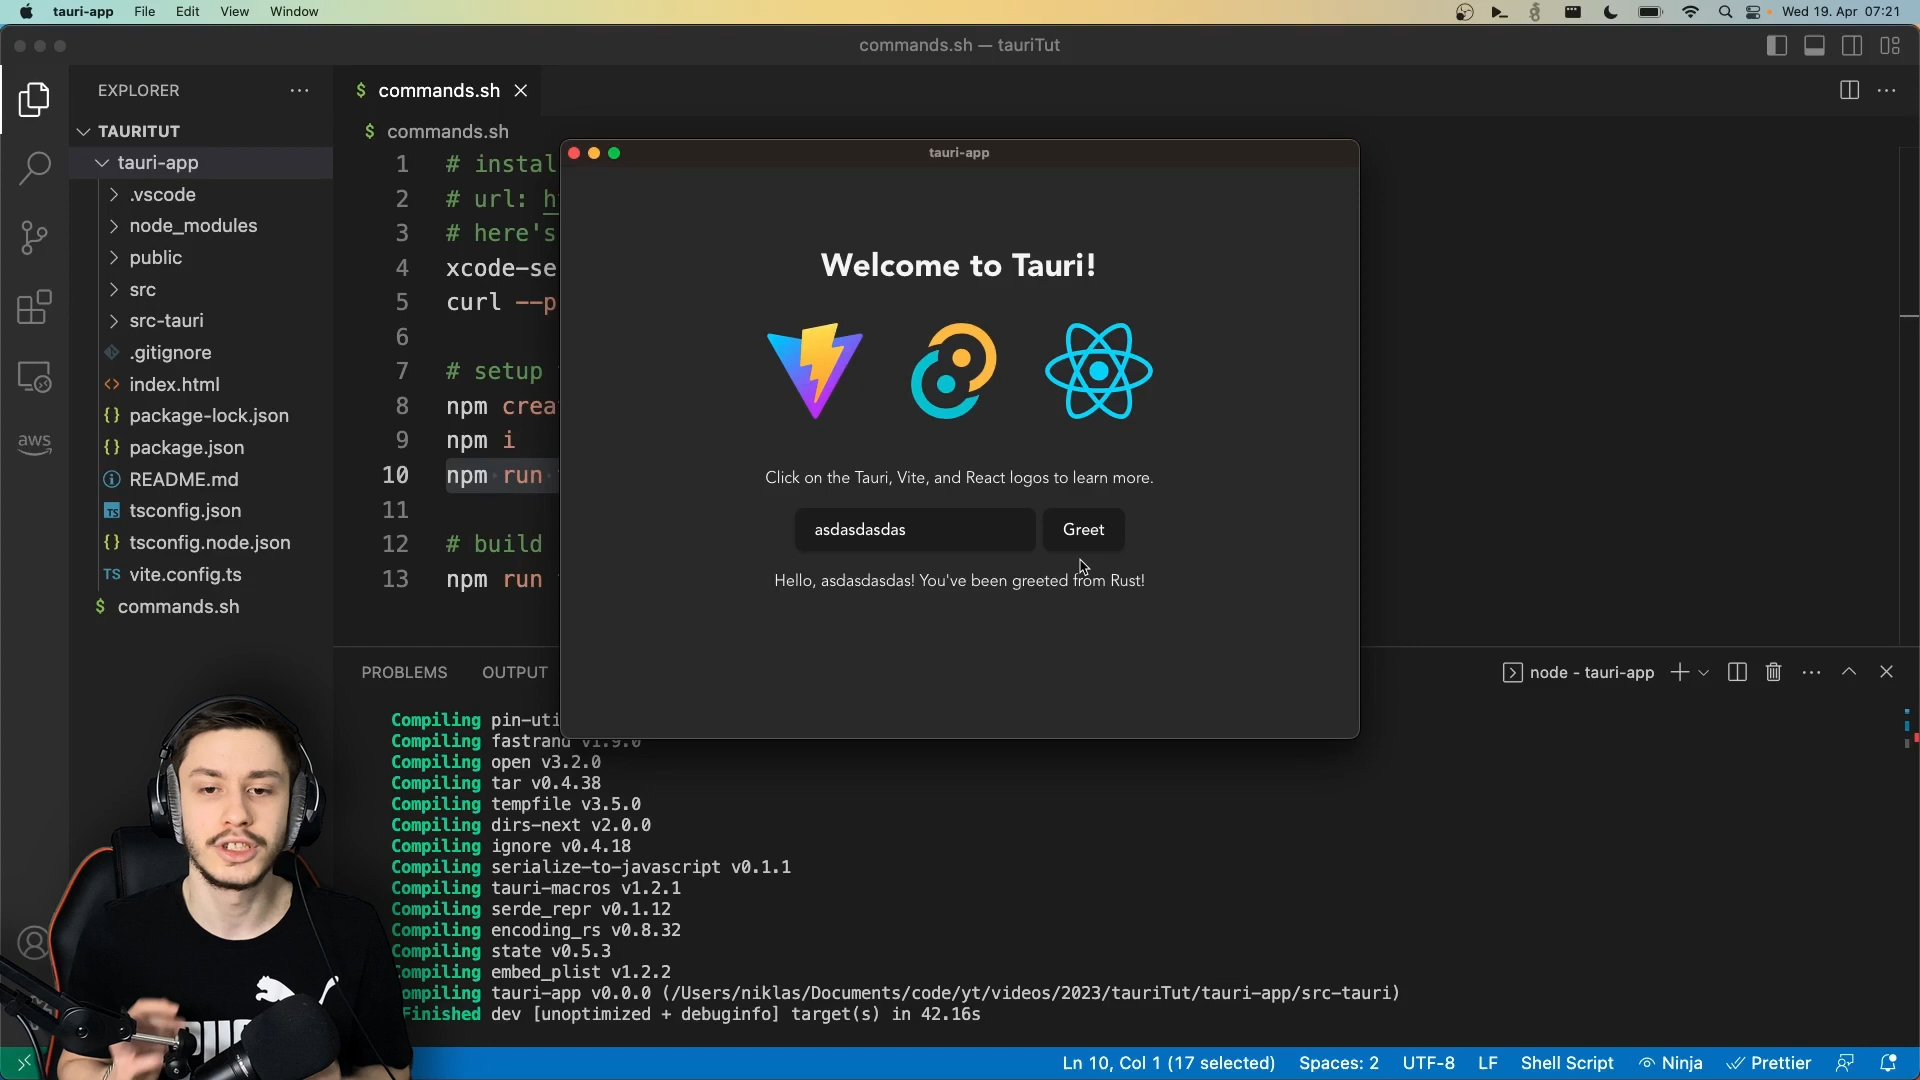 tauri-app File Edit View Window
Wed 19. Apr 07:21
commands.sh — tauriTut
EXPLORER
TAURITUT
tauri-app
.vscode
node_modules
public
src
src-tauri
.gitignore
index.html
package-lock.json
package.json
README.md
tsconfig.json
tsconfig.node.json
TS vite.config.ts
$ commands.sh
aws
$ commands.sh
$ commands.sh
1 # instal
2 # url: h
3 # here's
4 xcode-se
5 curl --p
6
7 # setup
8 npm crea
9 npm i
10 npm run
11
12 # build
13 npm run
tauri-app
Welcome to Tauri!
Click on the Tauri, Vite, and React logos to learn more.
asdasdasdas Greet
Hello, asdasdasdas! You've been greeted from Rust!
PROBLEMS OUTPUT
node - tauri-app
Compiling pin-uti
Compiling fastrand v1.9.0
Compiling open v3.2.0
Compiling tar v0.4.38
Compiling tempfile v3.5.0
Compiling dirs-next v2.0.0
Compiling ignore v0.4.18
Compiling serialize-to-javascript v0.1.1
Compiling tauri-macros v1.2.1
Compiling serde_repr v0.1.12
Compiling encoding_rs v0.8.32
Compiling state v0.5.3
Compiling embed_plist v1.2.2
ompiling tauri-app v0.0.0 (/Users/niklas/Documents/code/yt/videos/2023/tauriTut/tauri-app/src-tauri)
Finished dev [unoptimized + debuginfo] target(s) in 42.16s
Ln 10, Col 1 (17 selected) Spaces: 2 UTF-8 LF Shell Script Ninja Prettier